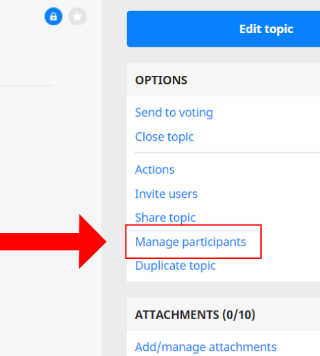 Edit topic
OPTIONS
Send to voting
Close topic
Actions
Invite users
Share topic
Manage participants
Duplicate topic
ATTACHMENTS (0/10)
Add/manage attachments